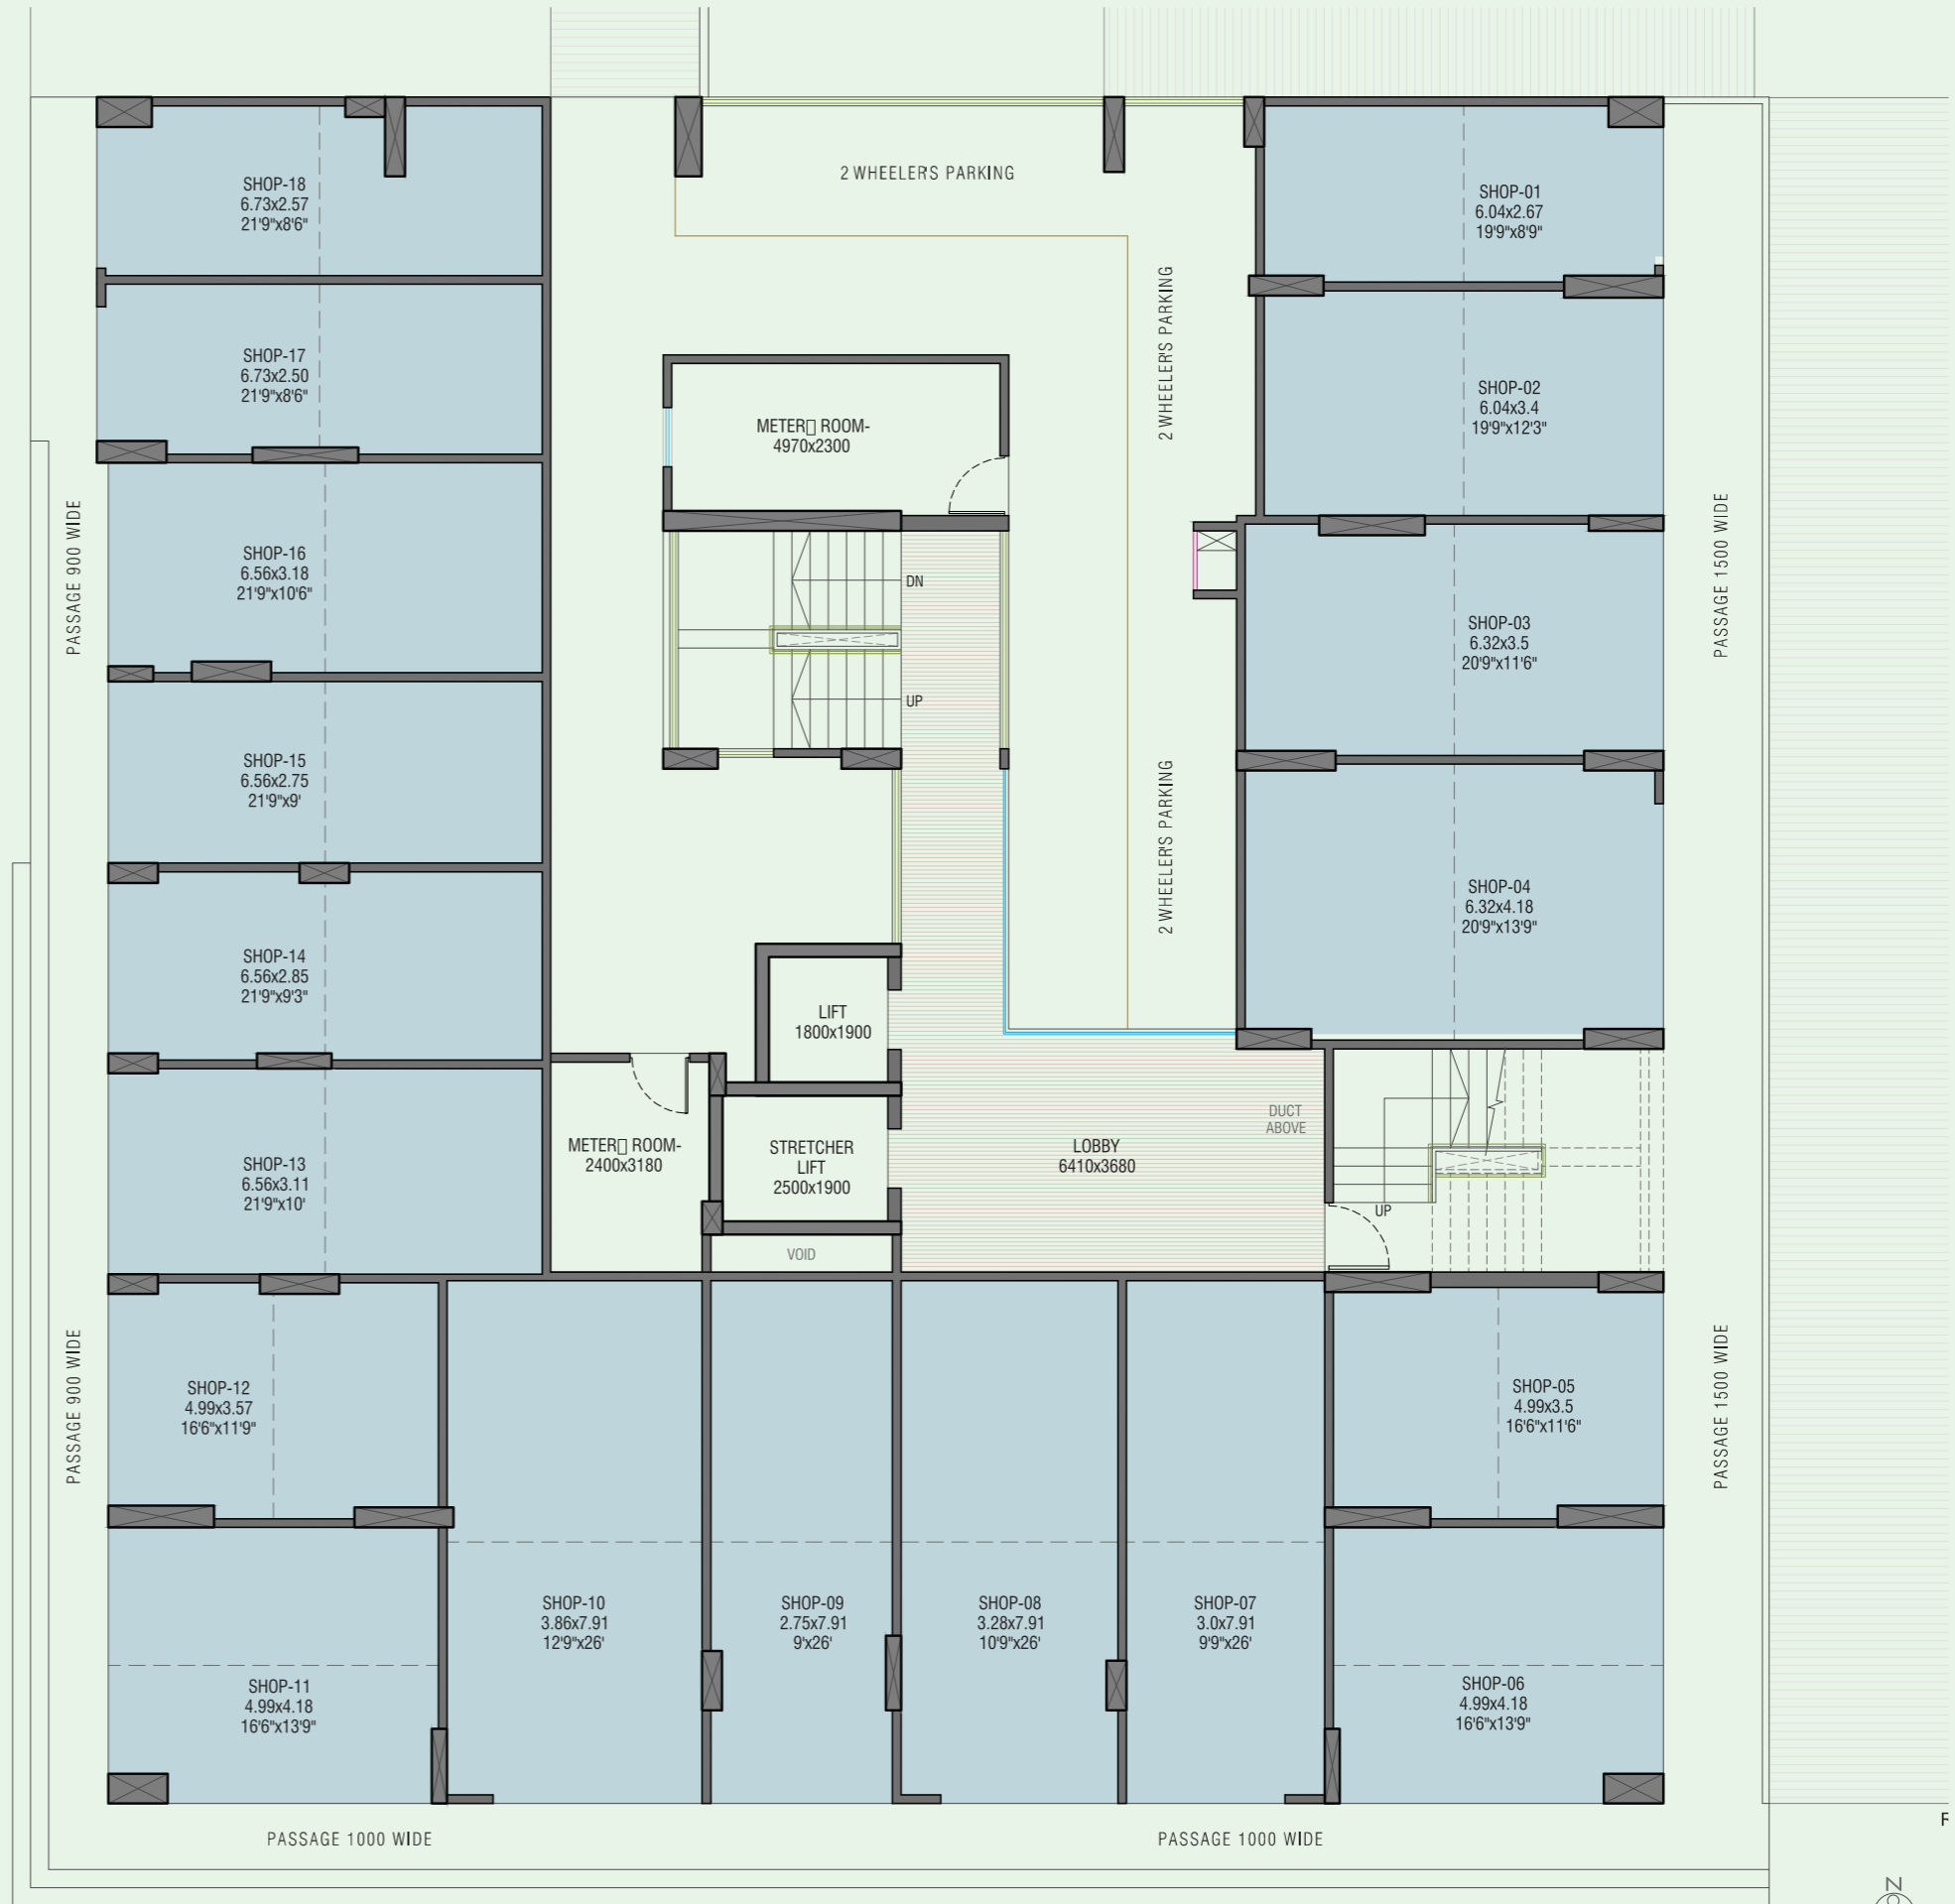 2 WHEELER'S PARKING
SHOP-18
6.73x2.57
21'9"x8'6"
SHOP-01
6.04x2.67
19'9"x8'9"
SHOP-17
6.73x2.50
21'9"x8'6"
2 WHEELER'S PARKING
SHOP-02
6.04x3.4
19'9"x12'3"
METER▯ ROOM-
4970x2300
PASSAGE 900 WIDE
SHOP-16
6.56x3.18
21'9"x10'6"
DN
PASSAGE 1500 WIDE
SHOP-03
6.32x3.5
20'9"x11'6"
UP
SHOP-15
6.56x2.75
21'9"x9'
2 WHEELER'S PARKING
SHOP-04
6.32x4.18
20'9"x13'9"
SHOP-14
6.56x2.85
21'9"x9'3"
LIFT
1800x1900
SHOP-13
6.56x3.11
21'9"x10'
METER▯ ROOM-
2400x3180
STRETCHER
LIFT
2500x1900
LOBBY
6410x3680
DUCT
ABOVE
UP
VOID
PASSAGE 900 WIDE
SHOP-12
4.99x3.57
16'6"x11'9"
SHOP-05
4.99x3.5
16'6"x11'6"
PASSAGE 1500 WIDE
SHOP-10
3.86x7.91
12'9"x26'
SHOP-09
2.75x7.91
9'x26'
SHOP-08
3.28x7.91
10'9"x26'
SHOP-07
3.0x7.91
9'9"x26'
SHOP-11
4.99x4.18
16'6"x13'9"
SHOP-06
4.99x4.18
16'6"x13'9"
PASSAGE 1000 WIDE
PASSAGE 1000 WIDE
N